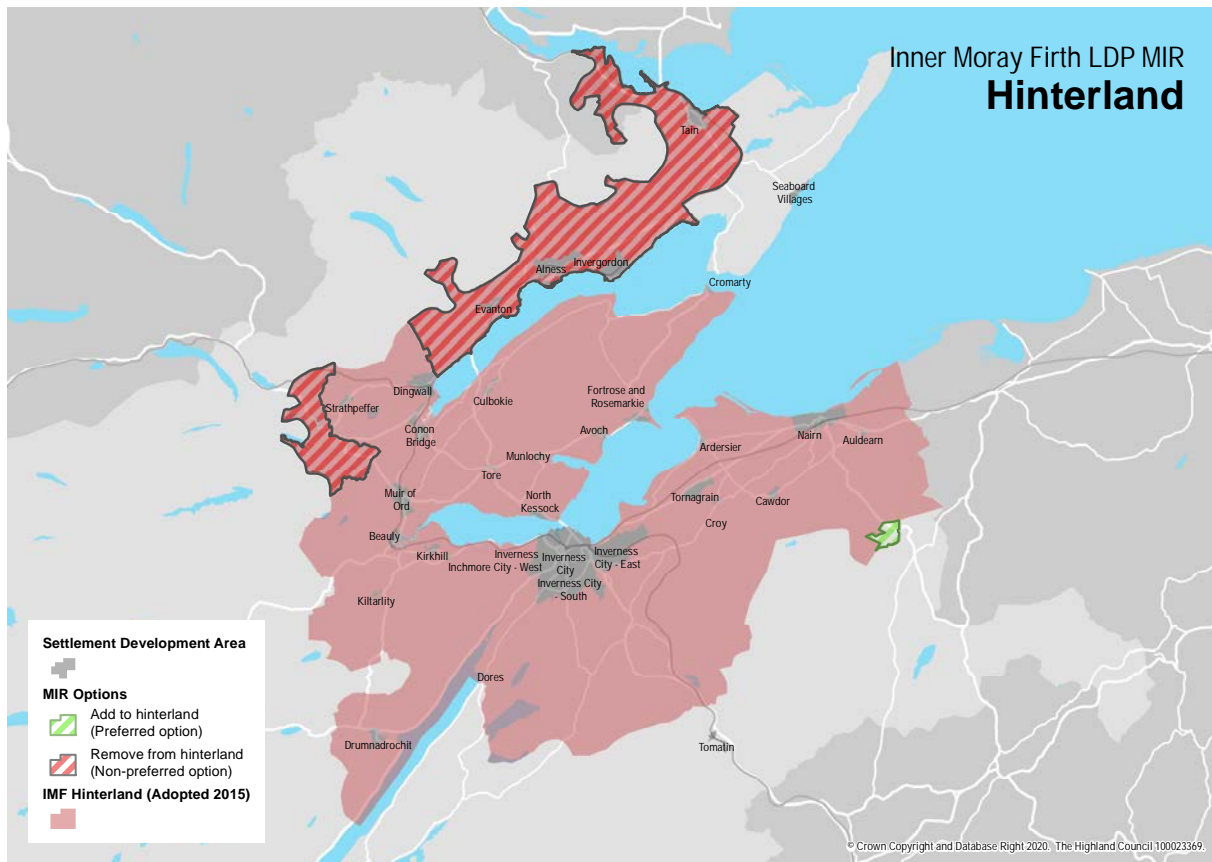 Inner Moray Firth LDP MIR
Hinterland
Tain
Seaboard
Villages
Alness
Invergordon
Cromarty
Evanton
Dingwall
Culbokie
Fortrose and
Rosemarkie
Strathpeffer
Conon
Bridge
Avoch
Nairn
Auldearn
Ardersier
Munlochy
Tore
Muir of
Ord
North
Kessock
Tornagrain
Cawdor
Croy
Beauly
Kirkhill
Inchmore
Inverness
City - West
Inverness
City
Inverness
City - East
Inverness City
- South
Kiltarlity
Dores
Drumnadrochit
Tomatin
Settlement Development Area
MIR Options
Add to hinterland
(Preferred option)
Remove from hinterland
(Non-preferred option)
IMF Hinterland (Adopted 2015)
© Crown Copyright and Database Right 2020. The Highland Council 100023369.